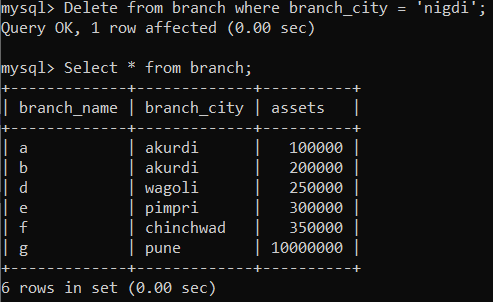 mysql> Delete from branch where branch_city = 'nigdi';
Query OK, 1 row affected (0.00 sec)

mysql> Select * from branch;
+-------------+-------------+----------+
| branch_name | branch_city | assets   |
+-------------+-------------+----------+
| a           | akurdi      |   100000 |
| b           | akurdi      |   200000 |
| d           | wagoli      |   250000 |
| e           | pimpri      |   300000 |
| f           | chinchwad   |   350000 |
| g           | pune        | 10000000 |
+-------------+-------------+----------+
6 rows in set (0.00 sec)